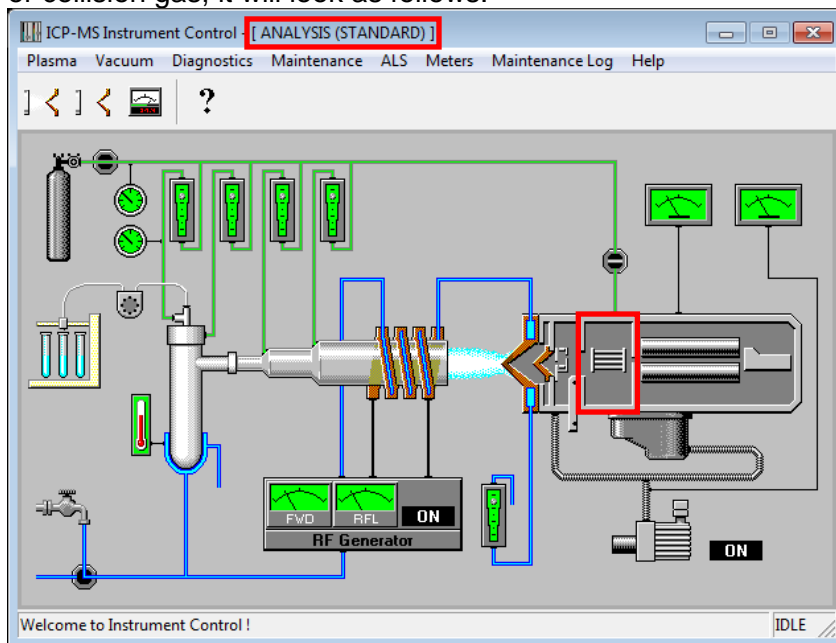 or collision gas, it will look as follows:
ICP-MS Instrument Control - [ ANALYSIS (STANDARD) ]
Plasma Vacuum Diagnostics Maintenance ALS Meters Maintenance Log Help
?
FWD RFL ON
RF Generator
ON
Welcome to Instrument Control ! IDLE